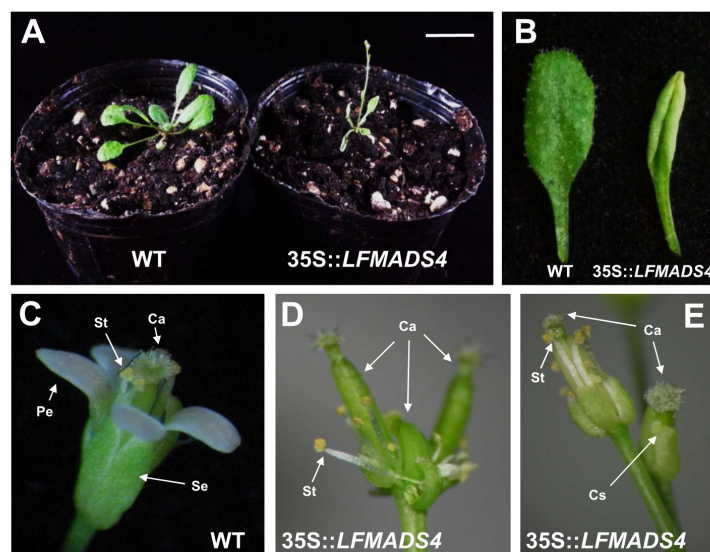 A
WT
35S::LFMADS4
B
WT
35S::LFMADS4
C
St
Ca
Pe
Se
WT
D
Ca
St
35S::LFMADS4
E
Ca
St
Cs
35S::LFMADS4